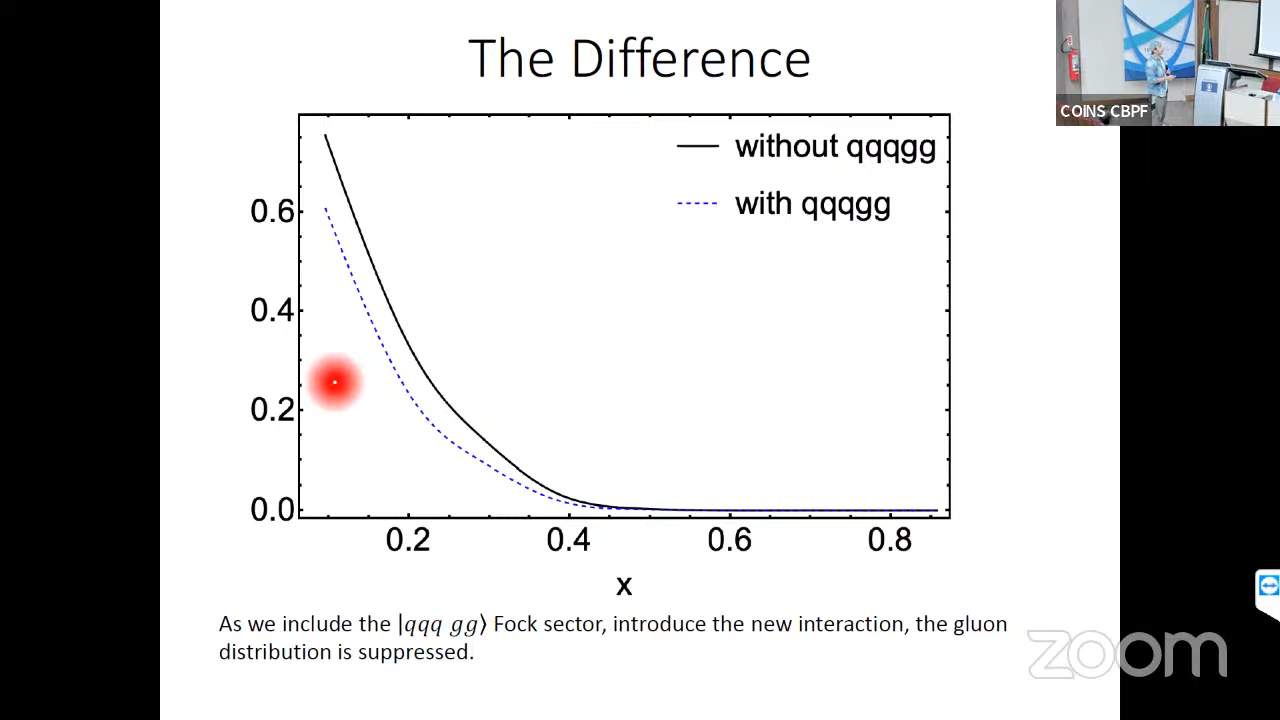 The Difference
COINS CBPF
without qqqgg
with qqqgg
0.6
0.4
0.2
0.0
0.2 0.4 0.6 0.8
x
As we include the |qqq gg⟩ Fock sector, introduce the new interaction, the gluon
distribution is suppressed.
zoom